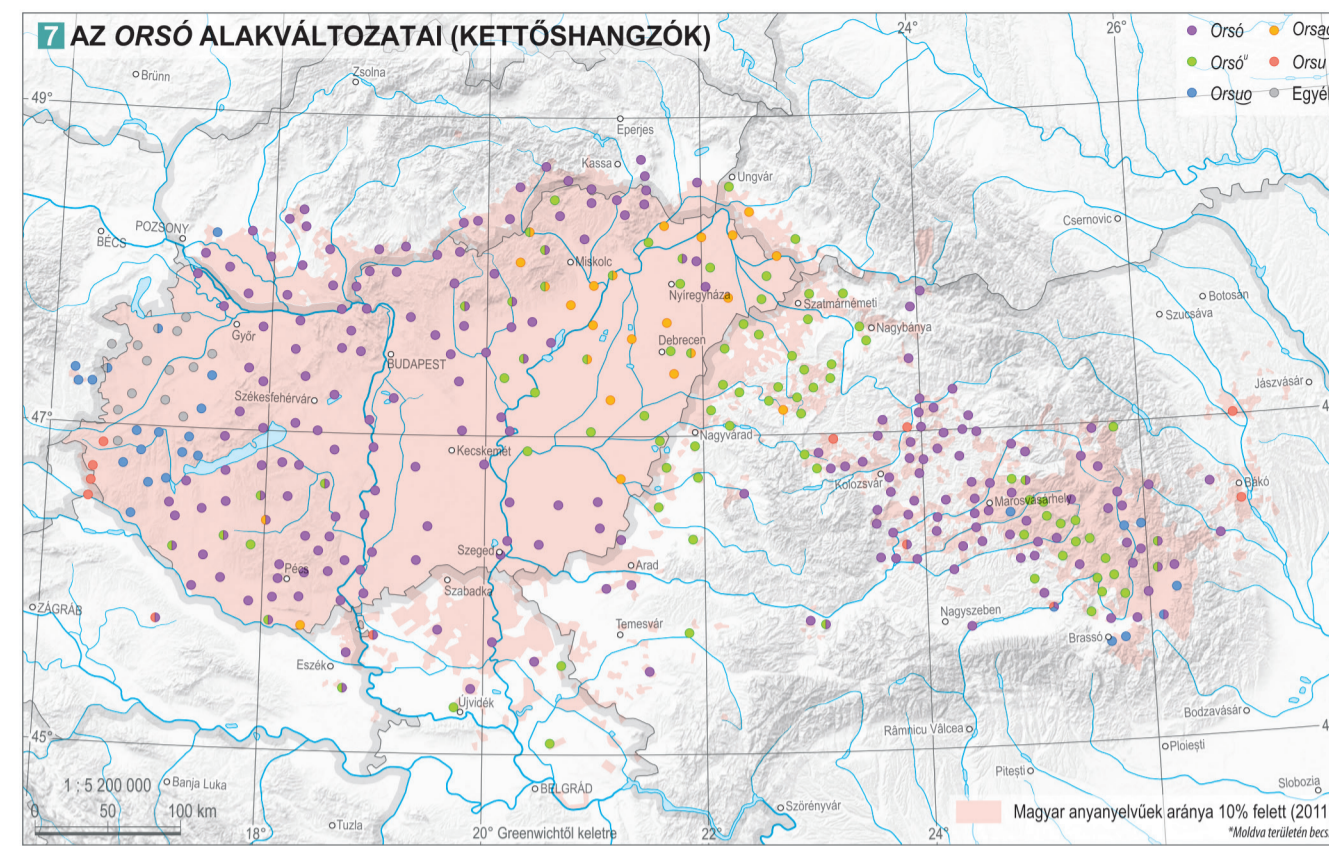 7 AZ ORSÓ ALAKVÁLTOZATAI (KETTŐSHANGZÓK)
24° 26°
Orsó
Orsóᵘ Orsu
Orsuo
49°
Brünn
Zsolna
Eperjes
Kassa
Ungvár
Csernovic
POZSONY
BÉCS
Miskolc
Nyíregyháza
Szatmárnémeti
Botosán
Szucsáva
Nagybánya
Győr
Debrecen
BUDAPEST
Jászvásár
Székesfehérvár
47°
Nagyvárad
Kecskemét
Kolozsvár
Bákó
Marosvásárhely
Szeged
Arad
Pécs
Szabadka
ZÁGRÁB
Nagyszeben
Temesvár
Brassó
Eszék
Újvidék
Bodzavásár
Râmnicu Vâlcea
45°
Ploiești
Pitești
Banja Luka
BELGRÁD
Slobozia
1 : 5 200 000
0 50 100 km
Szörényvár
Tuzla
18° 20° Greenwichtől keletre 22° 24°
Magyar anyanyelvűek aránya 10% felett (2011
*Moldva területén becs